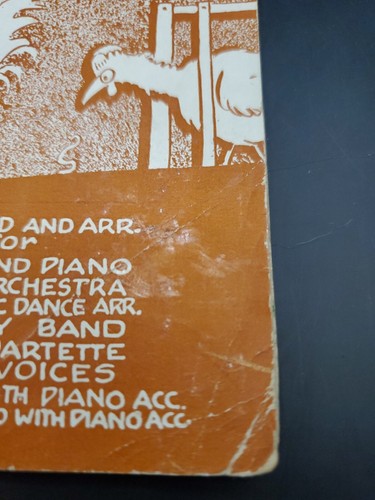 D AND ARR.
or
ND PIANO
RCHESTRA
C DANCE ARR.
Y BAND
ARTETTE
VOICES
TH PIANO ACC.
D WITH PIANO ACC.